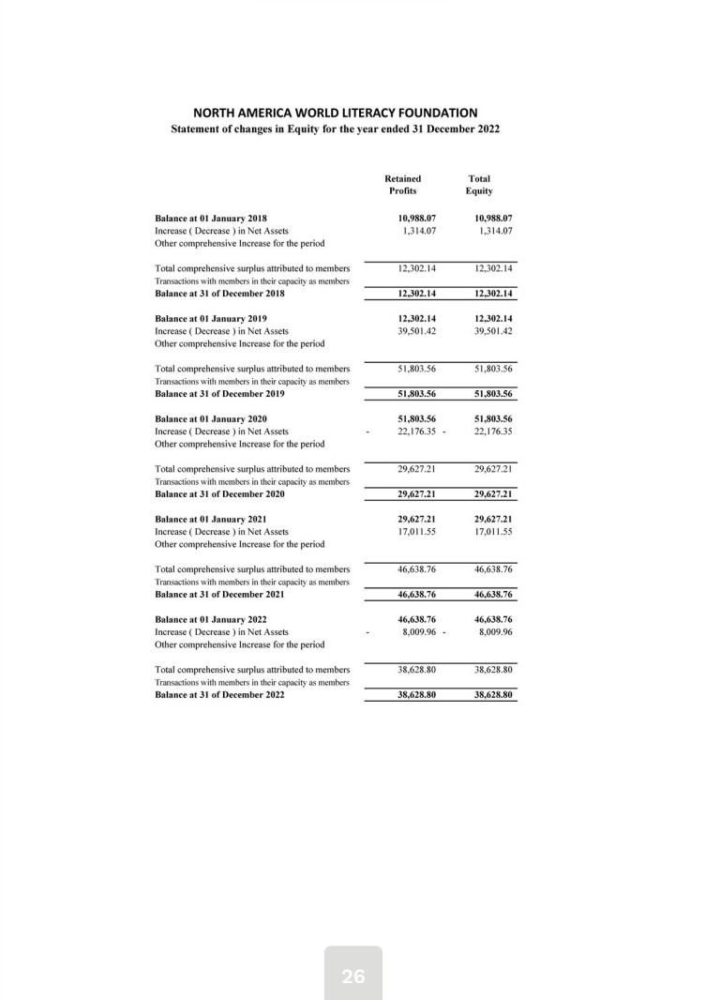 NORTH AMERICA WORLD LITERACY FOUNDATION
Statement of changes in Equity for the year ended 31 December 2022
Retained Total
Profits Equity
Balance at 01 January 2018 10,988.07 10,988.07
Increase ( Decrease ) in Net Assets 1,314.07 1,314.07
Other comprehensive Increase for the period
Total comprehensive surplus attributed to members 12,302.14 12,302.14
Transactions with members in their capacity as members
Balance at 31 of December 2018 12,302.14 12,302.14
Balance at 01 January 2019 12,302.14 12,302.14
Increase ( Decrease ) in Net Assets 39,501.42 39,501.42
Other comprehensive Increase for the period
Total comprehensive surplus attributed to members 51,803.56 51,803.56
Transactions with members in their capacity as members
Balance at 31 of December 2019 51,803.56 51,803.56
Balance at 01 January 2020 51,803.56 51,803.56
Increase ( Decrease ) in Net Assets - 22,176.35 - 22,176.35
Other comprehensive Increase for the period
Total comprehensive surplus attributed to members 29,627.21 29,627.21
Transactions with members in their capacity as members
Balance at 31 of December 2020 29,627.21 29,627.21
Balance at 01 January 2021 29,627.21 29,627.21
Increase ( Decrease ) in Net Assets 17,011.55 17,011.55
Other comprehensive Increase for the period
Total comprehensive surplus attributed to members 46,638.76 46,638.76
Transactions with members in their capacity as members
Balance at 31 of December 2021 46,638.76 46,638.76
Balance at 01 January 2022 46,638.76 46,638.76
Increase ( Decrease ) in Net Assets - 8,009.96 - 8,009.96
Other comprehensive Increase for the period
Total comprehensive surplus attributed to members 38,628.80 38,628.80
Transactions with members in their capacity as members
Balance at 31 of December 2022 38,628.80 38,628.80
26